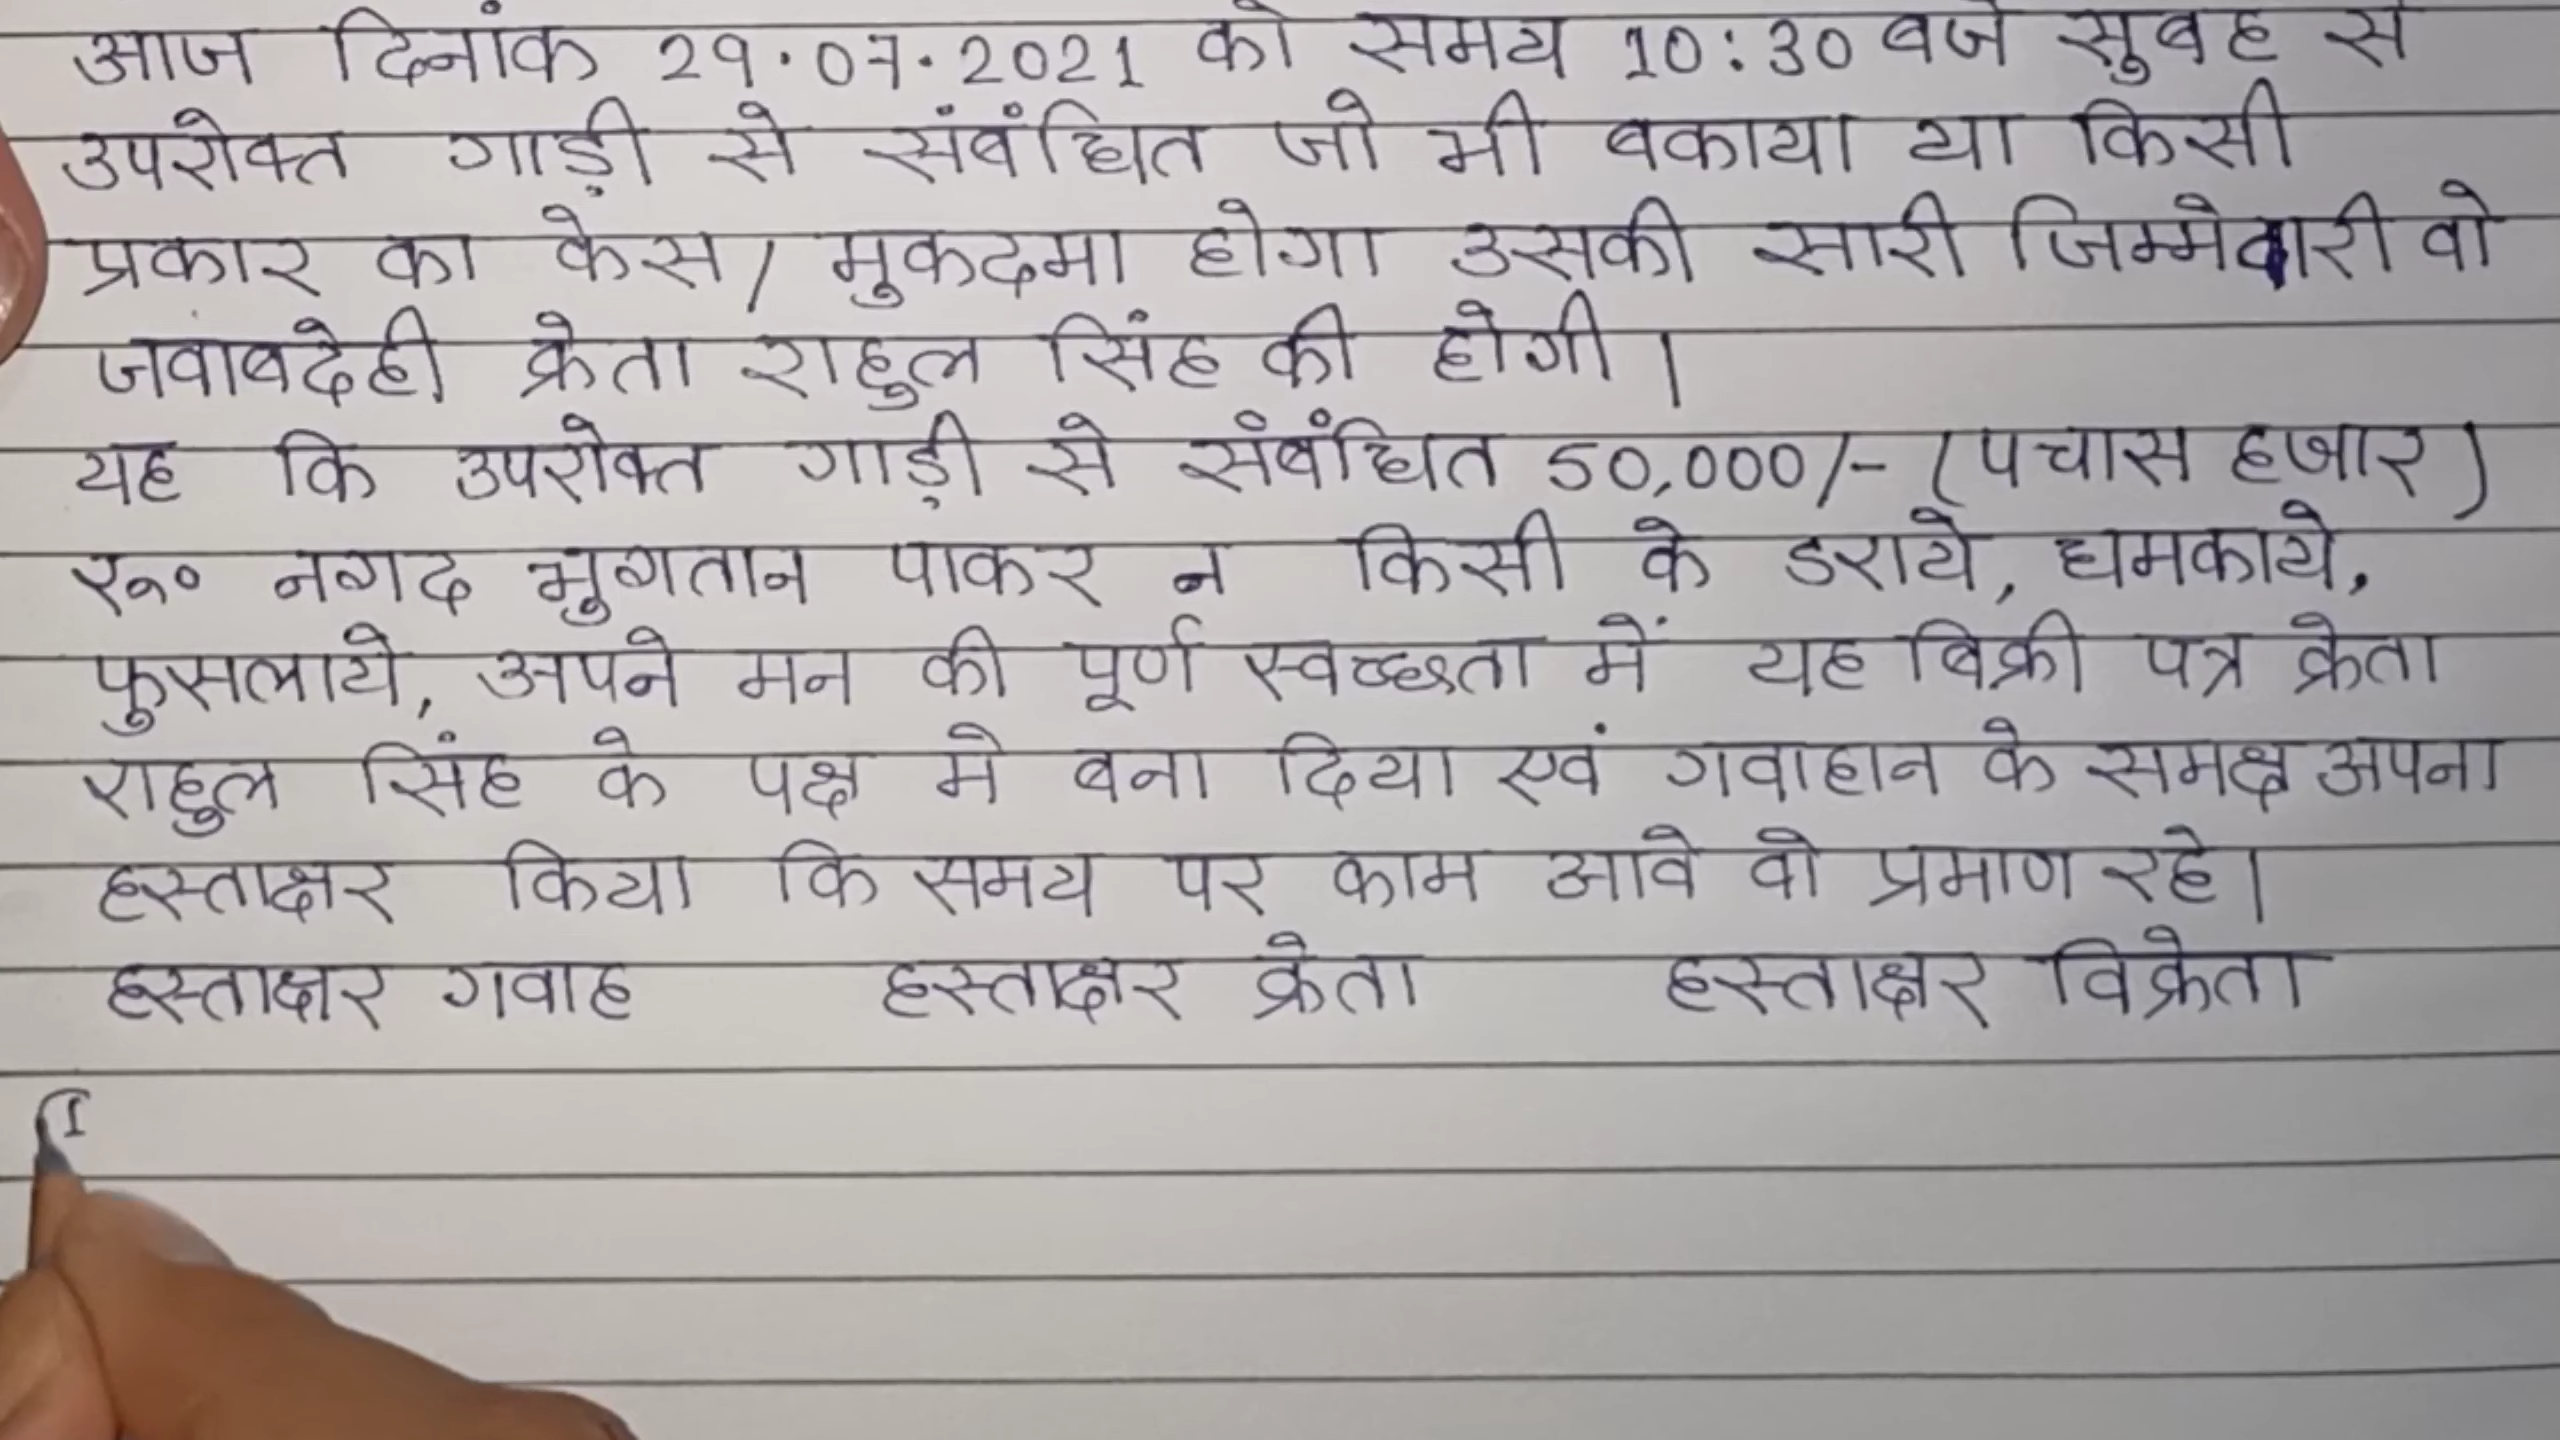 आज दिनांक 29.07.2021 को समय 10:30 बजे सुबह से
उपरोक्त गाड़ी से संबंधित जो भी बकाया या किसी
प्रकार का केस/ मुकदमा होगा उसकी सारी जिम्मेवारी वो
जवाबदेही क्रेता राहुल सिंह की होगी।
यह कि उपरोक्त गाड़ी से संबंधित 50,000/- (पचास हजार)
रू० नगद भुगतान पाकर न किसी के डराये, धमकाये,
फुसलाये, अपने मन की पूर्ण स्वच्छता में यह बिक्री पत्र क्रेता
राहुल सिंह के पक्ष मे बना दिया एवं गवाहान के समक्ष अपना
हस्ताक्षर किया कि समय पर काम आवे वो प्रमाण रहे।
हस्ताक्षर गवाह हस्ताक्षर क्रेता हस्ताक्षर विक्रेता
(1